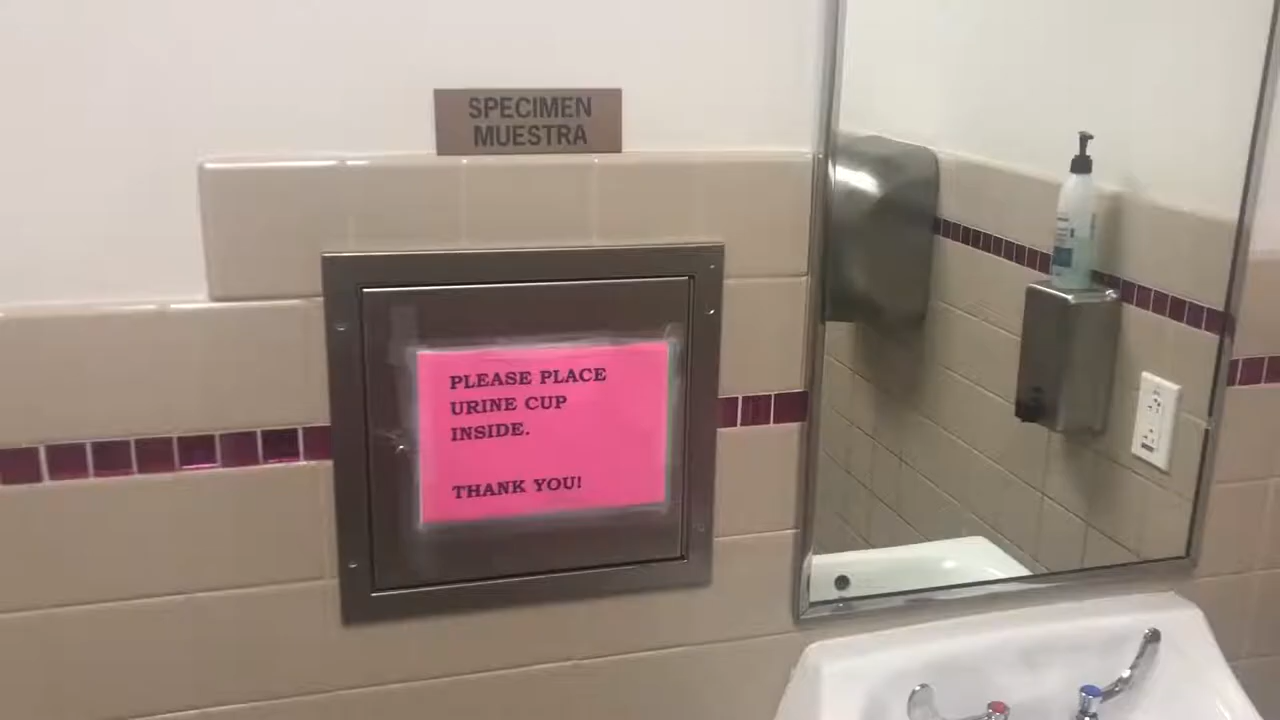 SPECIMEN
MUESTRA
PLEASE PLACE
URINE CUP
INSIDE.
THANK YOU!